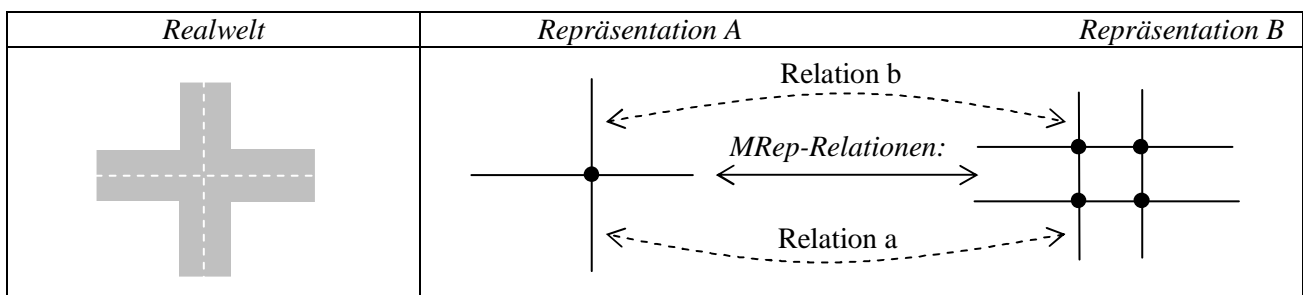 Realwelt
Repräsentation A
Repräsentation B
Relation b
MRep-Relationen:
Relation a